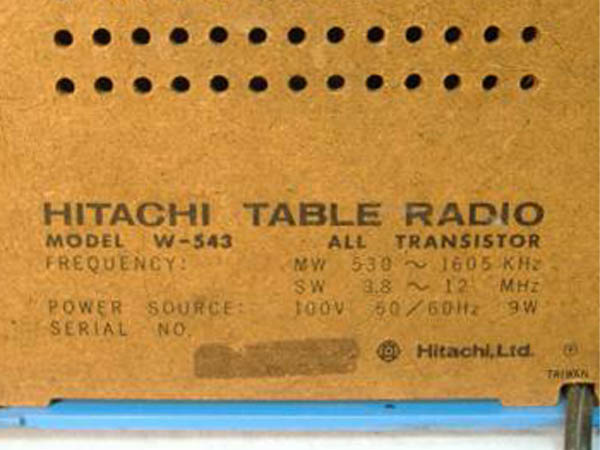 HITACHI TABLE RADIO
MODEL W-543 ALL TRANSISTOR
FREQUENCY: MW 530 ~ 1605 KHz
SW 3.8 ~ 12 MHz
POWER SOURCE: 100V 50/60Hz 9W
SERIAL NO.
Hitachi, Ltd.
TAIWAN